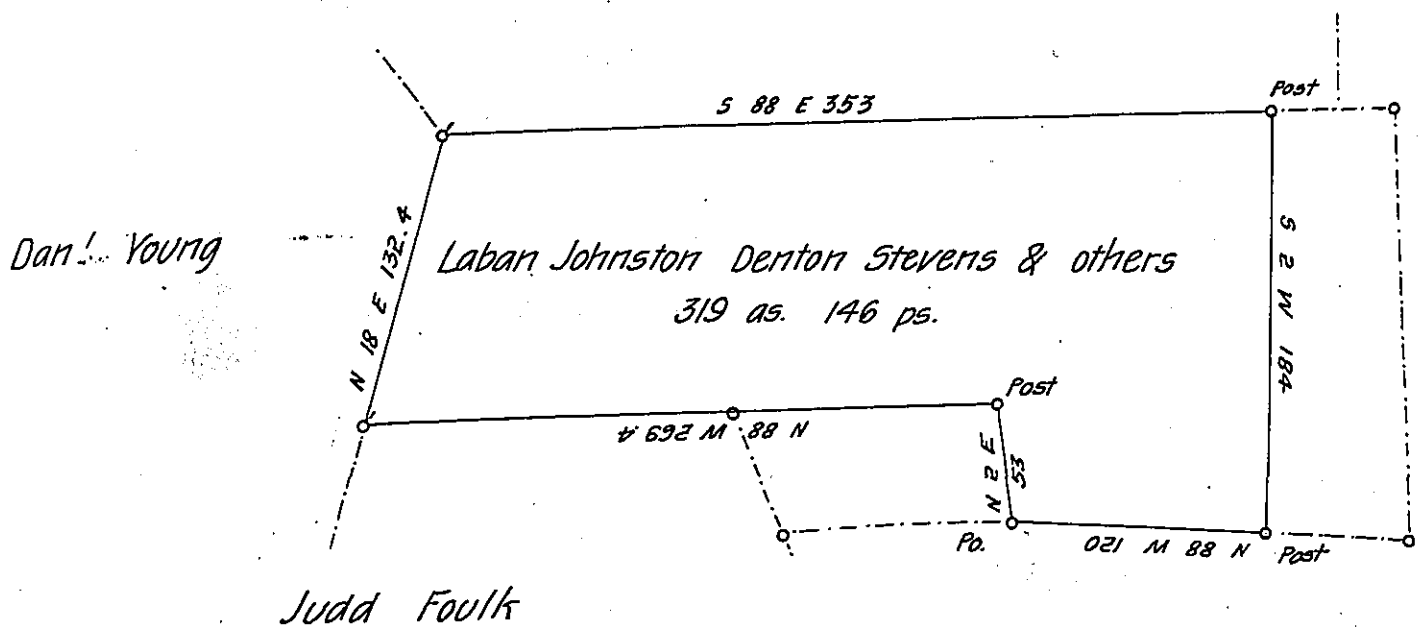 S 88 E 353
Post
N 18 E 132.4
Dan! Young
Laban Johnston Denton Stevens & others
319 as. 146 ps.
S 2 W 184
Post
N 88 W 269.4
N 2 E 53
Po.
N 88 W 120
Post
Judd Foulk